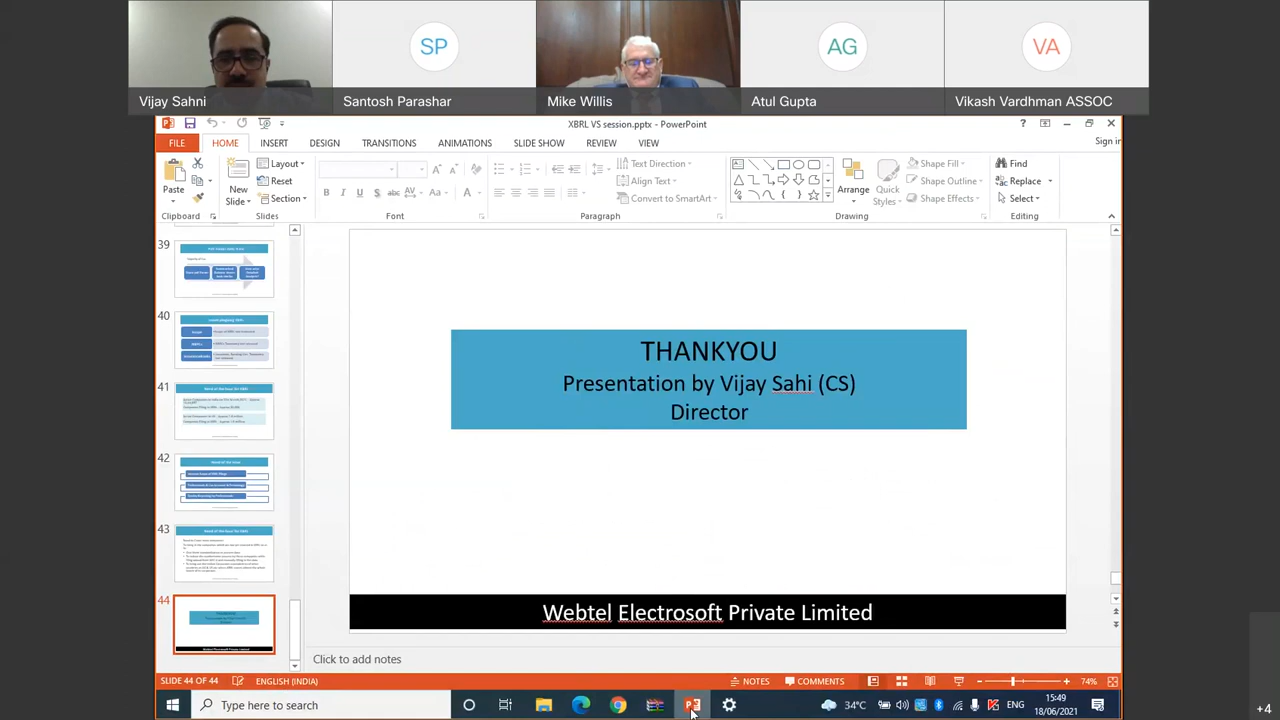 SP
AG
VA
Vijay Sahni
Santosh Parashar
Mike Willis
Atul Gupta
Vikash Vardhman ASSOC
XBRL VS session.pptx - PowerPoint
Sign in
FILE
HOME
INSERT
DESIGN
TRANSITIONS
ANIMATIONS
SLIDE SHOW
REVIEW
VIEW
Paste
Clipboard
New
Slide
Layout
Reset
Section
Slides
Font
Text Direction
Align Text
Convert to SmartArt
Paragraph
Arrange
Quick
Styles
Shape Fill
Shape Outline
Shape Effects
Drawing
Find
Replace
Select
Editing
39
40
41
42
43
44
THANKYOU
Presentation by Vijay Sahi (CS)
Director
Webtel Electrosoft Private Limited
Click to add notes
SLIDE 44 OF 44
ENGLISH (INDIA)
NOTES
COMMENTS
74%
Type here to search
34°C
ENG
15:49
18/06/2021
+4